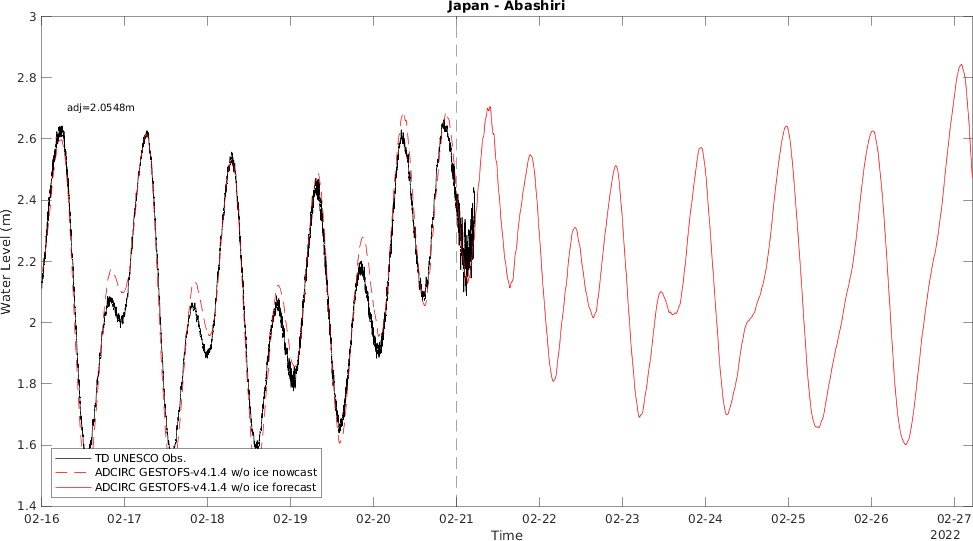 Japan - Abashiri
3
2.8
adj=2.0548m
2.6
2.4
2.2
2
1.8
1.6
1.4
Water Level (m)
TD UNESCO Obs.
ADCIRC GESTOFS-v4.1.4 w/o ice nowcast
ADCIRC GESTOFS-v4.1.4 w/o ice forecast
02-16 02-17 02-18 02-19 02-20 02-21 02-22 02-23 02-24 02-25 02-26 02-27
Time 2022